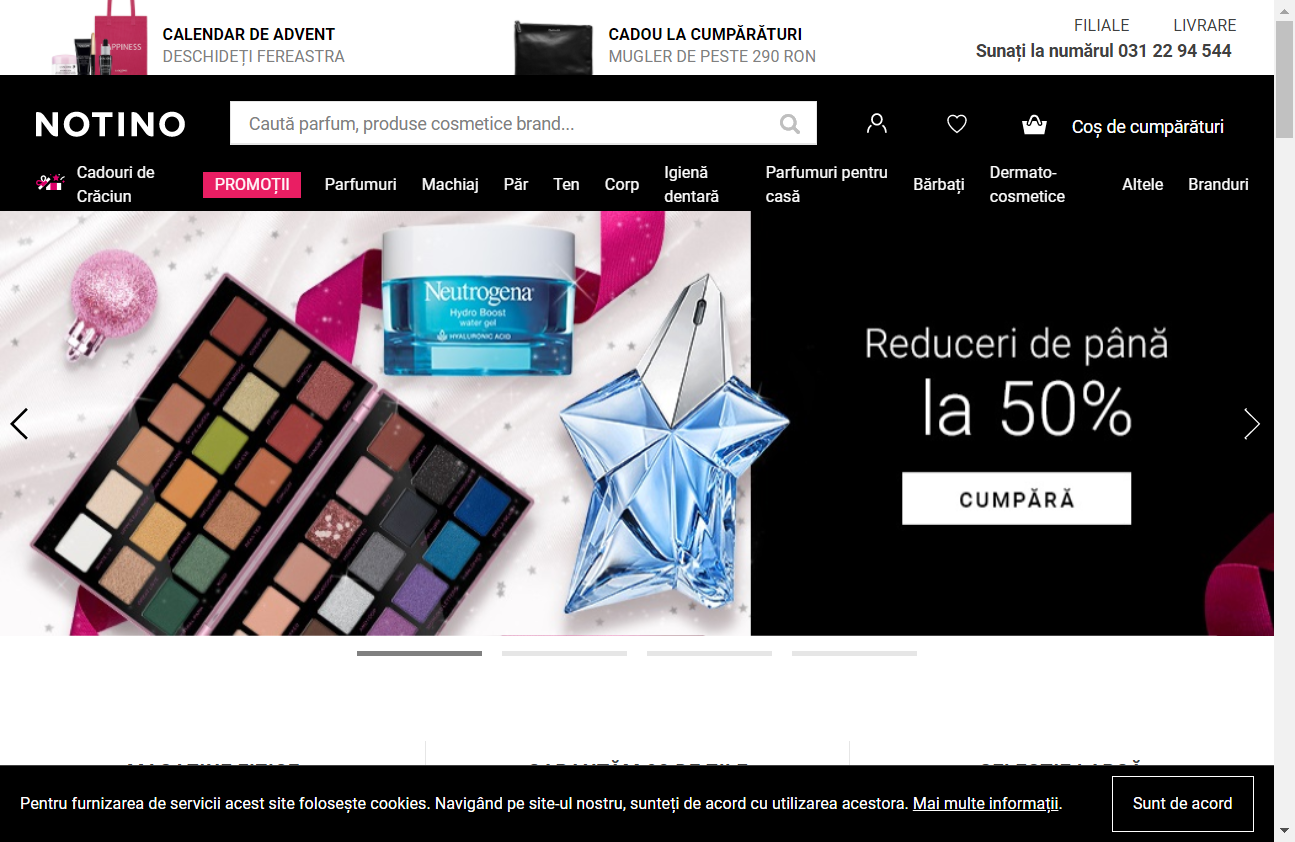 CALENDAR DE ADVENT
DESCHIDEȚI FEREASTRA
CADOU LA CUMPĂRĂTURI
MUGLER DE PESTE 290 RON
FILIALE LIVRARE
Sunați la numărul 031 22 94 544
NOTINO
Caută parfum, produse cosmetice brand...
Coș de cumpărături
Cadouri de Crăciun
PROMOȚII
Parfumuri
Machiaj
Păr
Ten
Corp
Igienă dentară
Parfumuri pentru casă
Bărbați
Dermato-cosmetice
Altele
Branduri
Neutrogena
Hydro Boost
water gel
HYALURONIC ACID
Reduceri de până
la 50%
CUMPĂRĂ
Pentru furnizarea de servicii acest site folosește cookies. Navigând pe site-ul nostru, sunteți de acord cu utilizarea acestora. Mai multe informații.
Sunt de acord